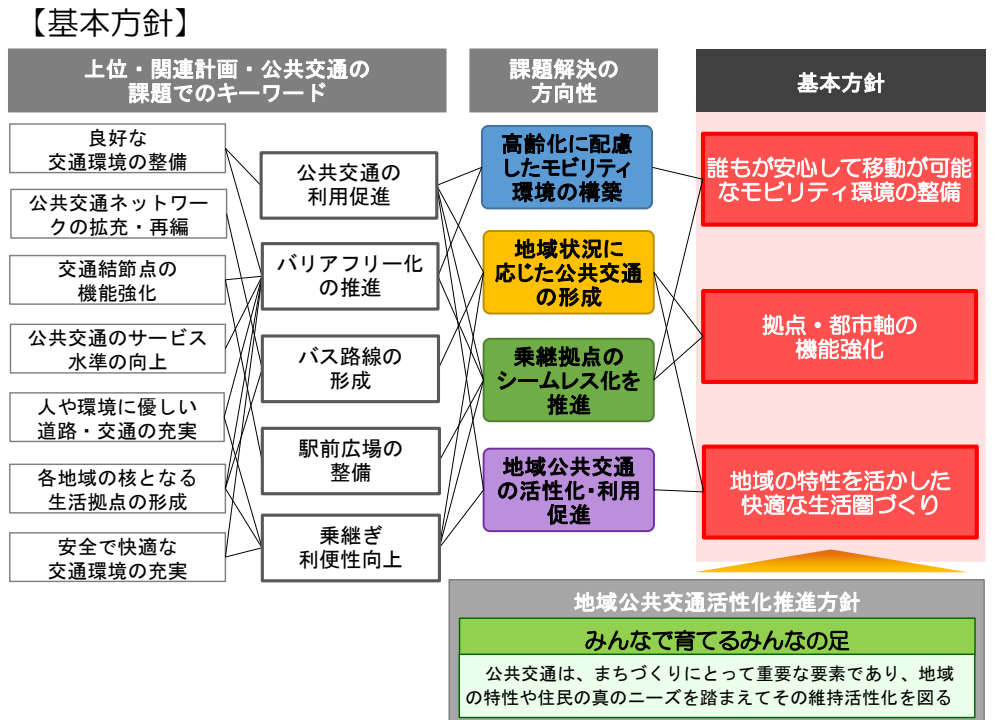 【基本方針】
上位・関連計画・公共交通の
課題でのキーワード
良好な
交通環境の整備
公共交通ネットワー
クの拡充・再編
交通結節点の
機能強化
公共交通のサービス
水準の向上
人や環境に優しい
道路・交通の充実
各地域の核となる
生活拠点の形成
安全で快適な
交通環境の充実
公共交通の
利用促進
バリアフリー化
の推進
バス路線の
形成
駅前広場の
整備
乗継ぎ
利便性向上
課題解決の
方向性
高齢化に配慮
したモビリティ
環境の構築
地域状況に
応じた公共交通
の形成
乗継拠点の
シームレス化を
推進
地域公共交通
の活性化・利用
促進
基本方針
誰もが安心して移動が可能
なモビリティ環境の整備
拠点・都市軸の
機能強化
地域の特性を活かした
快適な生活圏づくり
地域公共交通活性化推進方針
みんなで育てるみんなの足
公共交通は、まちづくりにとって重要な要素であり、地域
の特性や住民の真のニーズを踏まえてその維持活性化を図る